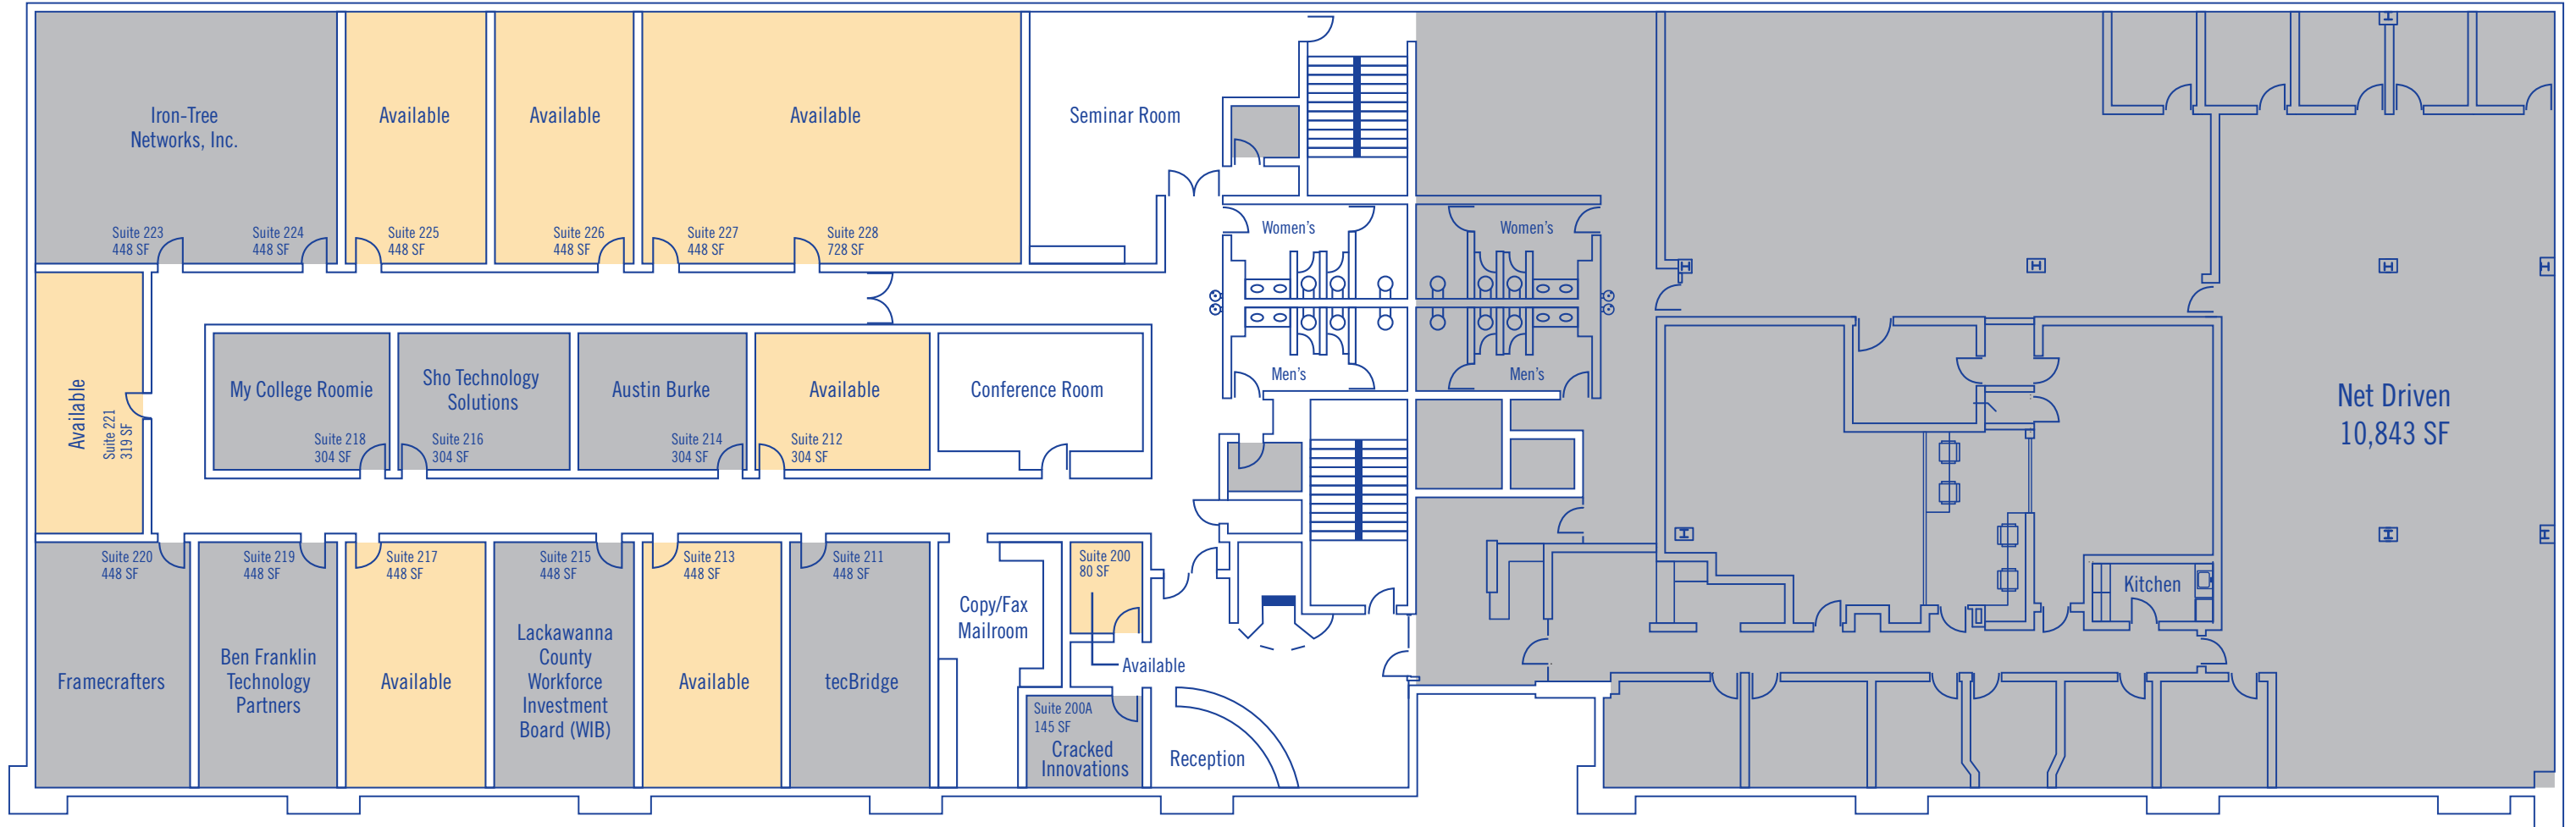 Iron-Tree
Networks, Inc.
Suite 223
448 SF
Suite 224
448 SF
Available
Suite 225
448 SF
Available
Suite 226
448 SF
Available
Suite 227
448 SF
Suite 228
728 SF
Seminar Room
Women's
Women's
Men's
Men's
Available
Suite 221
319 SF
My College Roomie
Suite 218
304 SF
Sho Technology
Solutions
Suite 216
304 SF
Austin Burke
Suite 214
304 SF
Available
Suite 212
304 SF
Conference Room
Net Driven
10,843 SF
Suite 220
448 SF
Framecrafters
Suite 219
448 SF
Ben Franklin
Technology
Partners
Suite 217
448 SF
Available
Suite 215
448 SF
Lackawanna
County
Workforce
Investment
Board (WIB)
Suite 213
448 SF
Available
Suite 211
448 SF
tecBridge
Copy/Fax
Mailroom
Suite 200
80 SF
Available
Suite 200A
145 SF
Cracked
Innovations
Reception
Kitchen